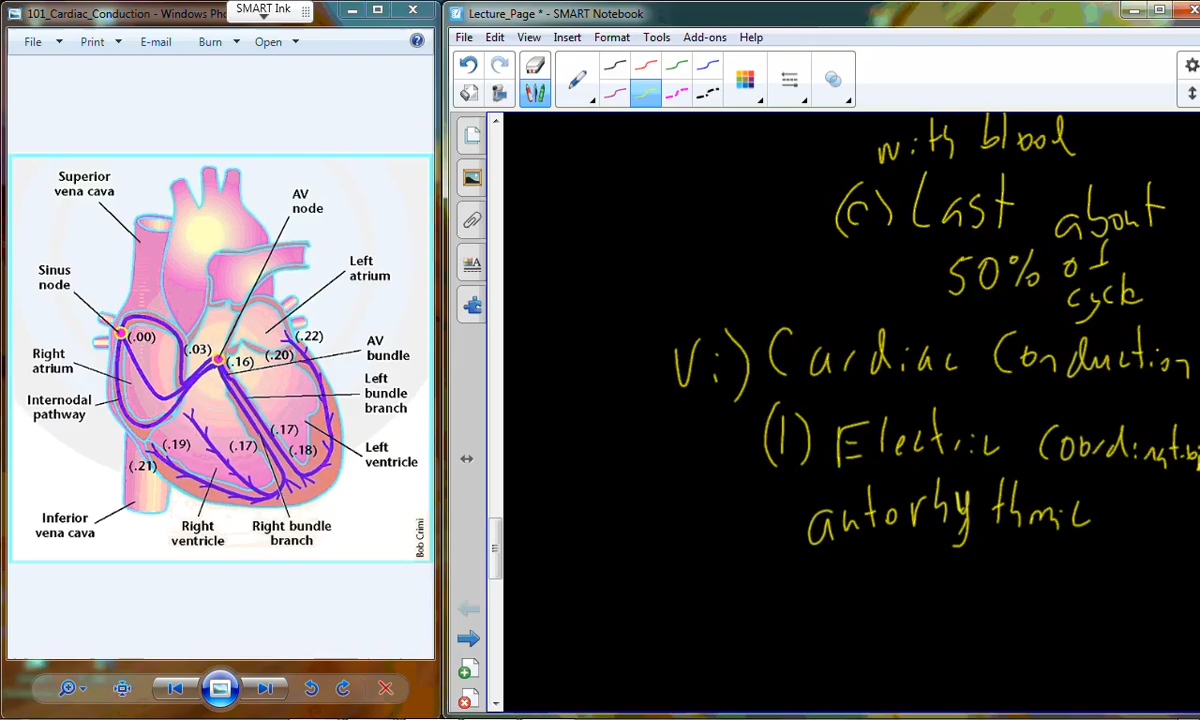 101_Cardiac_Conduction - Windows Pho
SMART Ink
File Print E-mail Burn Open
Superior
vena cava
AV
node
Sinus
node
Left
atrium
(.00)
(.03)
(.16)
(.20)
(.22)
AV
bundle
Right
atrium
Left
bundle
branch
Internodal
pathway
(.19)
(.17)
(.17)
(.18)
(.21)
Left
ventricle
Inferior
vena cava
Right
ventricle
Right bundle
branch
Bob Crimi
Lecture_Page * - SMART Notebook
File Edit View Insert Format Tools Add-ons Help
with blood
(c) Last about
50% of
cycle
vi) Cardiac Conduction
(1) Electric coordinat
autorhythmic